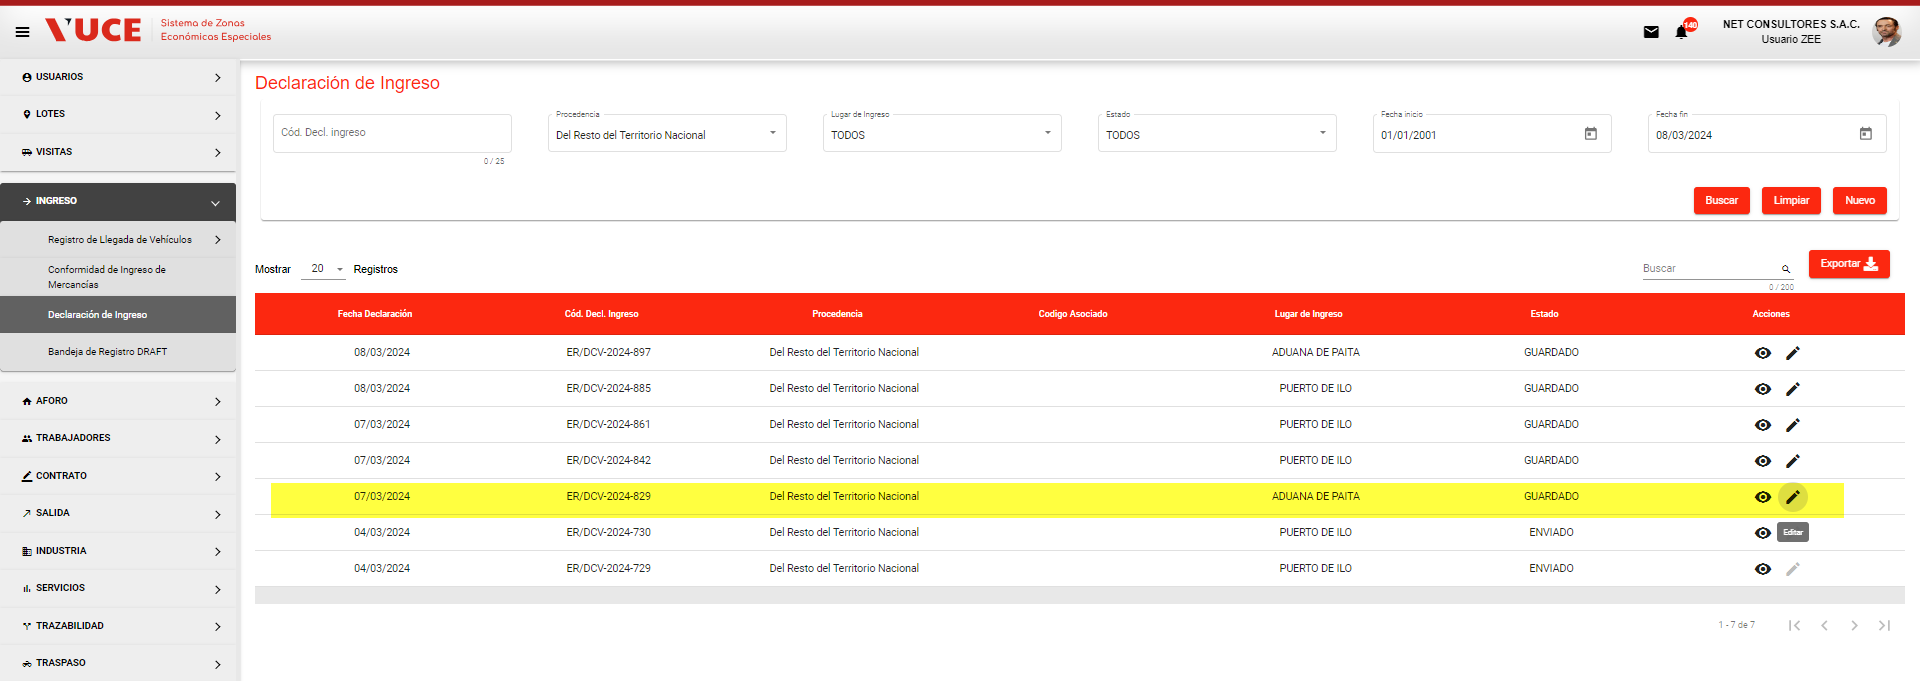 VUCE
Sistema de Zonas
Económicas Especiales
140
NET CONSULTORES S.A.C.
Usuario ZEE
USUARIOS
LOTES
VISITAS
INGRESO
Registro de Llegada de Vehículos
Conformidad de Ingreso de
Mercancías
Declaración de Ingreso
Bandeja de Registro DRAFT
AFORO
TRABAJADORES
CONTRATO
SALIDA
INDUSTRIA
SERVICIOS
TRAZABILIDAD
TRASPASO
Declaración de Ingreso
Cód. Decl. ingreso
0 / 25
Procedencia
Del Resto del Territorio Nacional
Lugar de Ingreso
TODOS
Estado
TODOS
Fecha inicio
01/01/2001
Fecha fin
08/03/2024
Buscar Limpiar Nuevo
Mostrar 20 Registros
Buscar
0 / 200
Exportar
Fecha Declaración Cód. Decl. Ingreso Procedencia Codigo Asociado Lugar de Ingreso Estado Acciones
08/03/2024 ER/DCV-2024-897 Del Resto del Territorio Nacional ADUANA DE PAITA GUARDADO
08/03/2024 ER/DCV-2024-885 Del Resto del Territorio Nacional PUERTO DE ILO GUARDADO
07/03/2024 ER/DCV-2024-861 Del Resto del Territorio Nacional PUERTO DE ILO GUARDADO
07/03/2024 ER/DCV-2024-842 Del Resto del Territorio Nacional PUERTO DE ILO GUARDADO
07/03/2024 ER/DCV-2024-829 Del Resto del Territorio Nacional ADUANA DE PAITA GUARDADO
04/03/2024 ER/DCV-2024-730 Del Resto del Territorio Nacional PUERTO DE ILO ENVIADO Editar
04/03/2024 ER/DCV-2024-729 Del Resto del Territorio Nacional PUERTO DE ILO ENVIADO
1 - 7 de 7